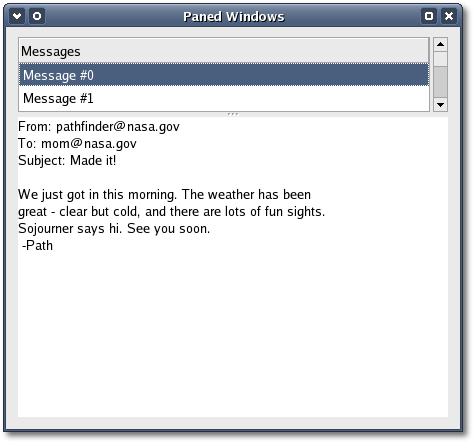 Paned Windows
Messages
Message #0
Message #1
From: pathfinder@nasa.gov
To: mom@nasa.gov
Subject: Made it!
We just got in this morning. The weather has been
great - clear but cold, and there are lots of fun sights.
Sojourner says hi. See you soon.
-Path